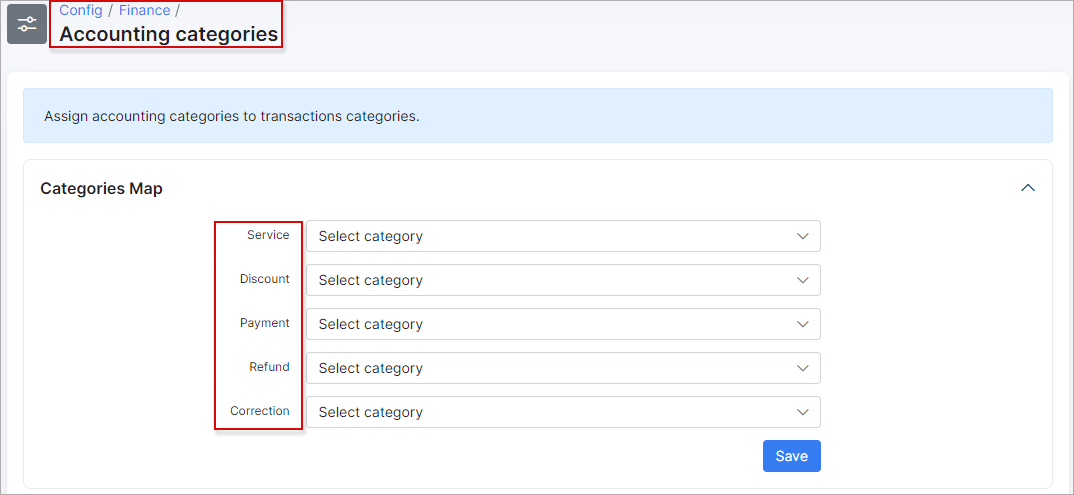 Config / Finance /
Accounting categories
Assign accounting categories to transactions categories.
Categories Map
Service Select category
Discount Select category
Payment Select category
Refund Select category
Correction Select category
Save